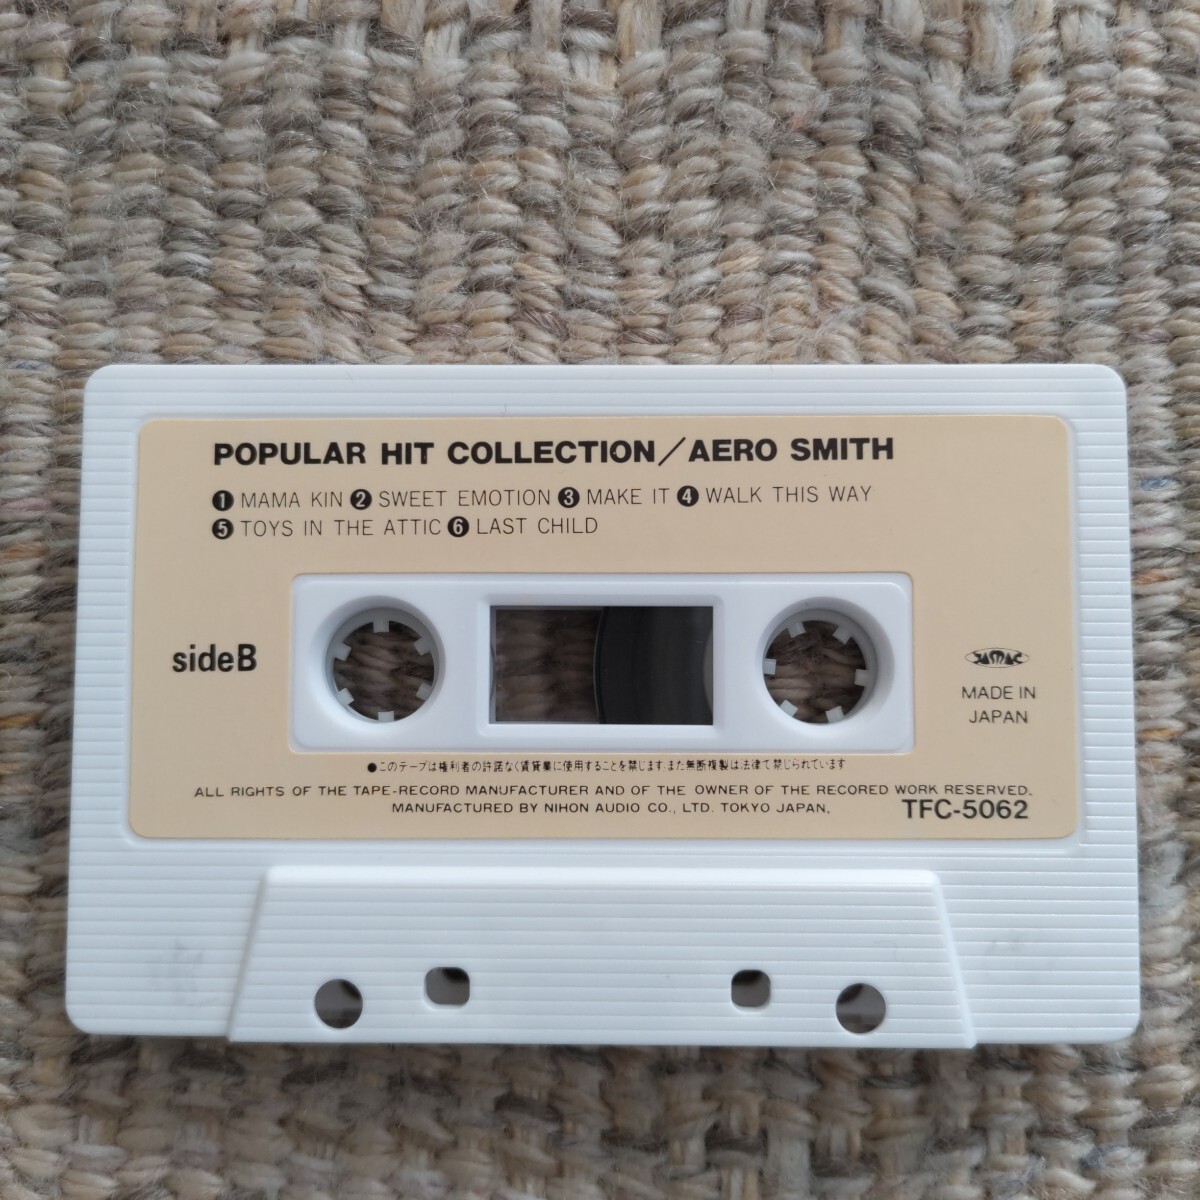 POPULAR HIT COLLECTION/AERO SMITH
❶ MAMA KIN ❷ SWEET EMOTION ❸ MAKE IT ❹ WALK THIS WAY
❺ TOYS IN THE ATTIC ❻ LAST CHILD
sideB
JASRAC
MADE IN
JAPAN
●このテープは権利者の許諾なく賃貸業に使用することを禁じます.また無断複製は法律で禁じられています
ALL RIGHTS OF THE TAPE-RECORD MANUFACTURER AND OF THE OWNER OF THE RECORED WORK RESERVED.
MANUFACTURED BY NIHON AUDIO CO., LTD. TOKYO JAPAN,
TFC-5062